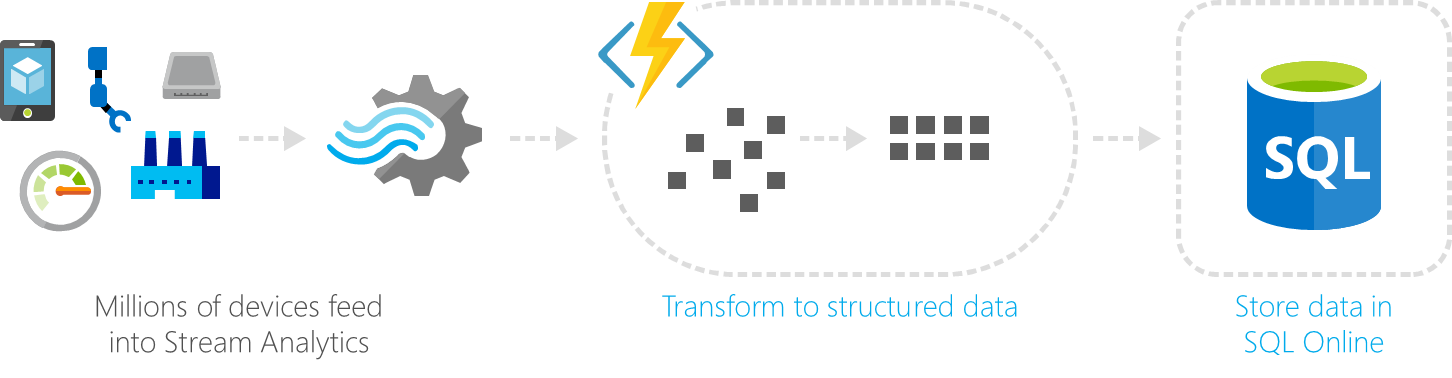 SQL
Millions of devices feed
into Stream Analytics
Transform to structured data
Store data in
SQL Online